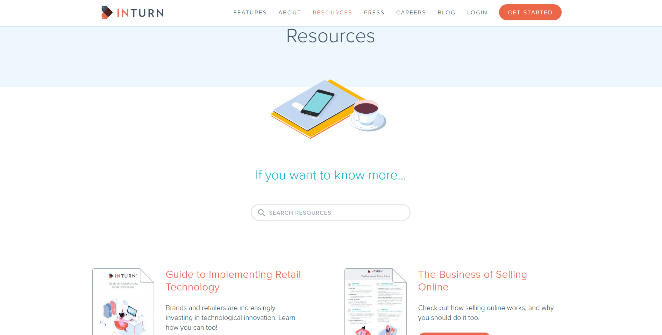 INTURN
FEATURES ABOUT RESOURCES PRESS CAREERS BLOG LOGIN GET STARTED
Resources
If you want to know more...
SEARCH RESOURCES
INTURN
Guide to Implementing Retail
Technology
Brands and retailers are increasingly
investing in technological innovation. Learn
how you can too!
INTURN
The Business of Selling
Online
Check out how selling online works, and why
you should do it too.